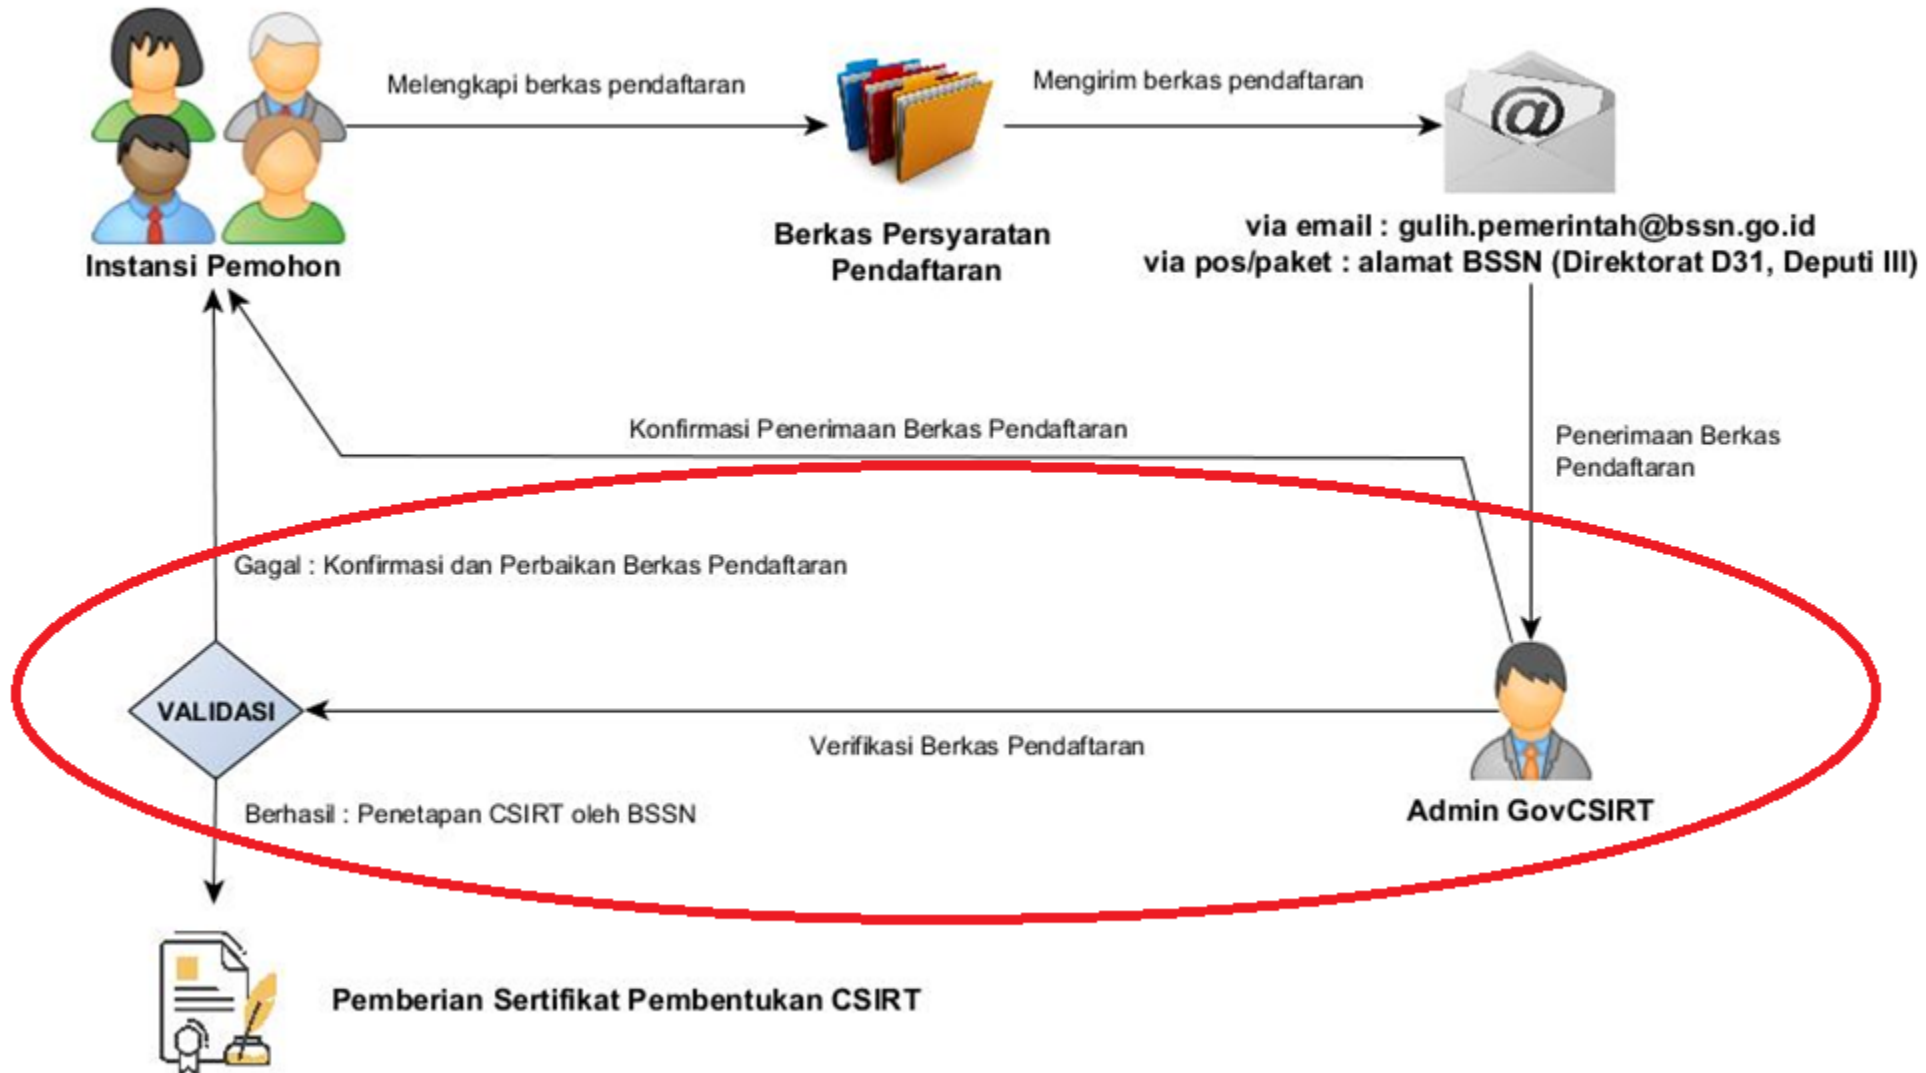 Melengkapi berkas pendaftaran
Mengirim berkas pendaftaran
@
Instansi Pemohon
Berkas Persyaratan
Pendaftaran
via email : gulih.pemerintah@bssn.go.id
via pos/paket : alamat BSSN (Direktorat D31, Deputi III)
Konfirmasi Penerimaan Berkas Pendaftaran
Penerimaan Berkas
Pendaftaran
Gagal : Konfirmasi dan Perbaikan Berkas Pendaftaran
VALIDASI
Verifikasi Berkas Pendaftaran
Berhasil : Penetapan CSIRT oleh BSSN
Admin GovCSIRT
Pemberian Sertifikat Pembentukan CSIRT